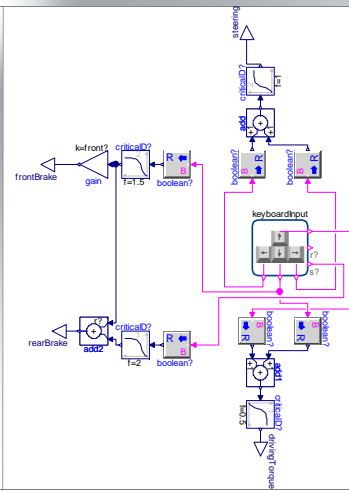 steering
criticalD?
f=1
add
+
+
+
boolean?
R
B
boolean?
R
B
k=front?
criticalD?
R
B
frontBrake
gain
f=1.5
boolean?
keyboardInput
r?
s?
rearBrake
r?
+
+
add2
criticalD?
f=2
R
B
boolean?
boolean?
B
R
boolean?
B
R
+
+
+
add1
criticalD?
f=0.5
drivingTorque